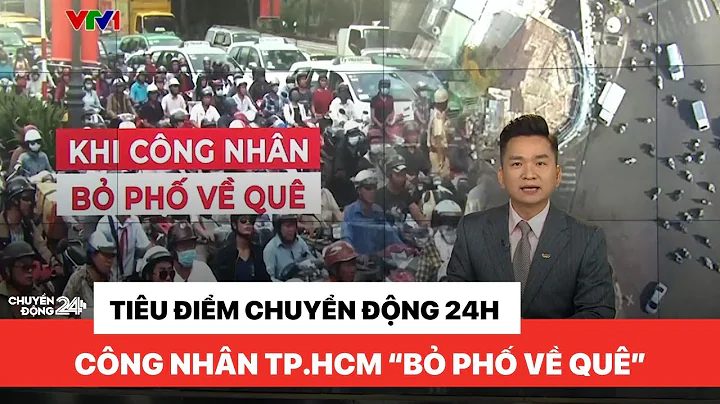 VTV1
KHI CÔNG NHÂN
BỎ PHỐ VỀ QUÊ
CHUYỂN
ĐỘNG 24H
TIÊU ĐIỂM CHUYỂN ĐỘNG 24H
CÔNG NHÂN TP.HCM “BỎ PHỐ VỀ QUÊ”